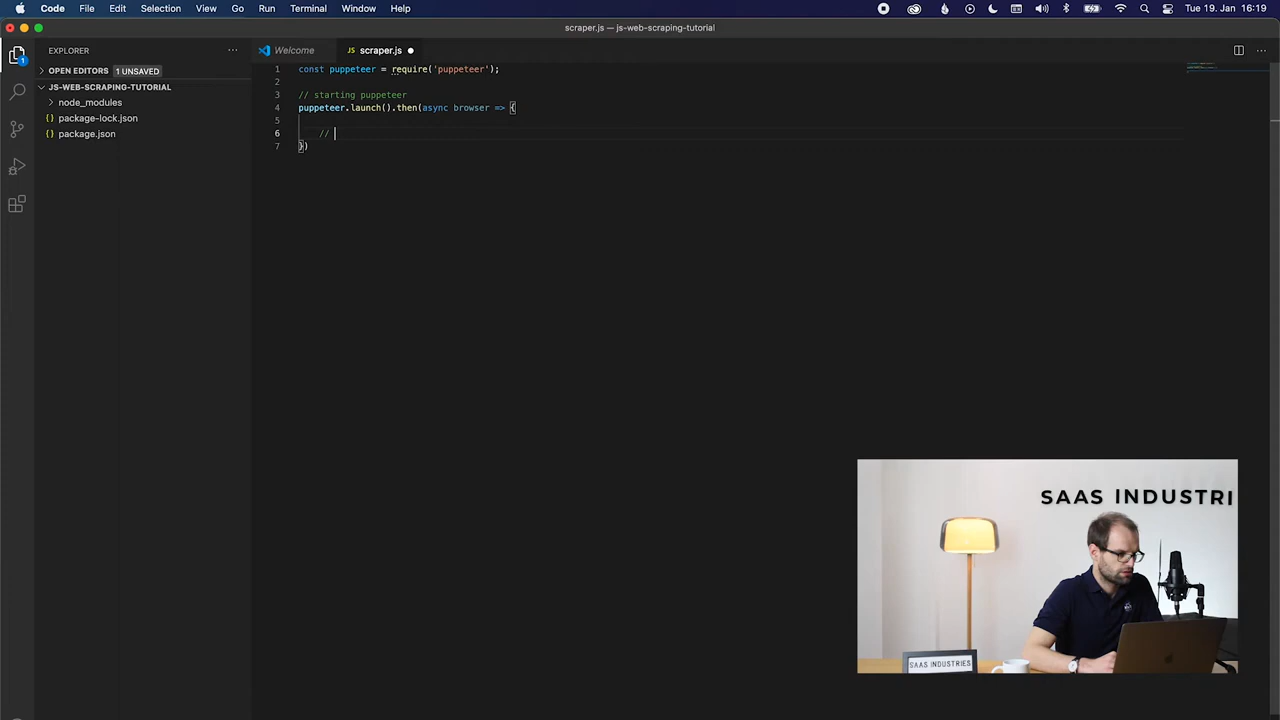 Code File Edit Selection View Go Run Terminal Window Help Tue 19. Jan 16:19
scraper.js — js-web-scraping-tutorial
EXPLORER ···
Welcome
JS scraper.js
OPEN EDITORS 1 UNSAVED
JS-WEB-SCRAPING-TUTORIAL
node_modules
{} package-lock.json
{} package.json
1
1 const puppeteer = require('puppeteer');
2
3 // starting puppeteer
4 puppeteer.launch().then(async browser => {
5
6 //
7 })
SAAS INDUSTRI
SAAS INDUSTRIES